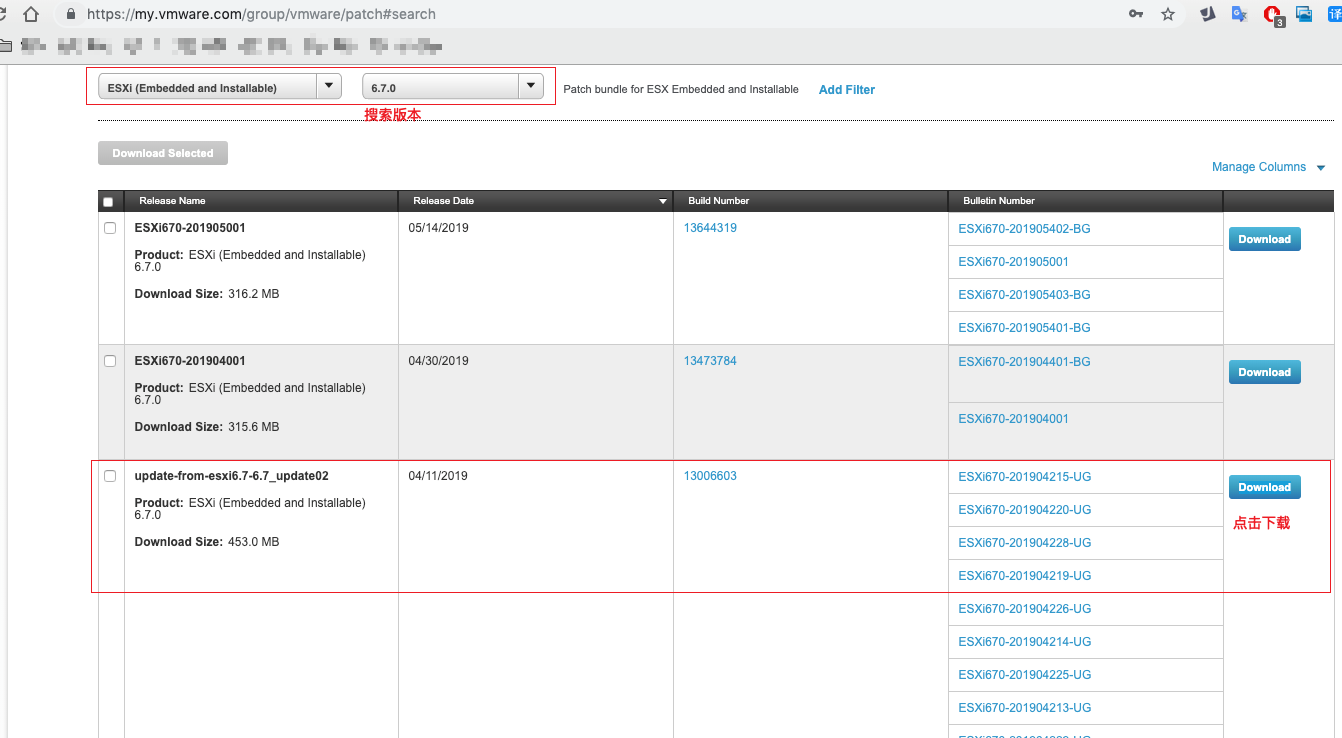 https://my.vmware.com/group/vmware/patch#search
3
译
ESXi (Embedded and Installable)
6.7.0
Patch bundle for ESX Embedded and Installable
Add Filter
搜索版本
Download Selected
Manage Columns
Release Name
Release Date
Build Number
Bulletin Number
ESXi670-201905001
05/14/2019
13644319
ESXi670-201905402-BG
Download
Product: ESXi (Embedded and Installable)
6.7.0
ESXi670-201905001
Download Size: 316.2 MB
ESXi670-201905403-BG
ESXi670-201905401-BG
ESXi670-201904001
04/30/2019
13473784
ESXi670-201904401-BG
Download
Product: ESXi (Embedded and Installable)
6.7.0
ESXi670-201904001
Download Size: 315.6 MB
update-from-esxi6.7-6.7_update02
04/11/2019
13006603
ESXi670-201904215-UG
Download
Product: ESXi (Embedded and Installable)
6.7.0
ESXi670-201904220-UG
点击下载
Download Size: 453.0 MB
ESXi670-201904228-UG
ESXi670-201904219-UG
ESXi670-201904226-UG
ESXi670-201904214-UG
ESXi670-201904225-UG
ESXi670-201904213-UG